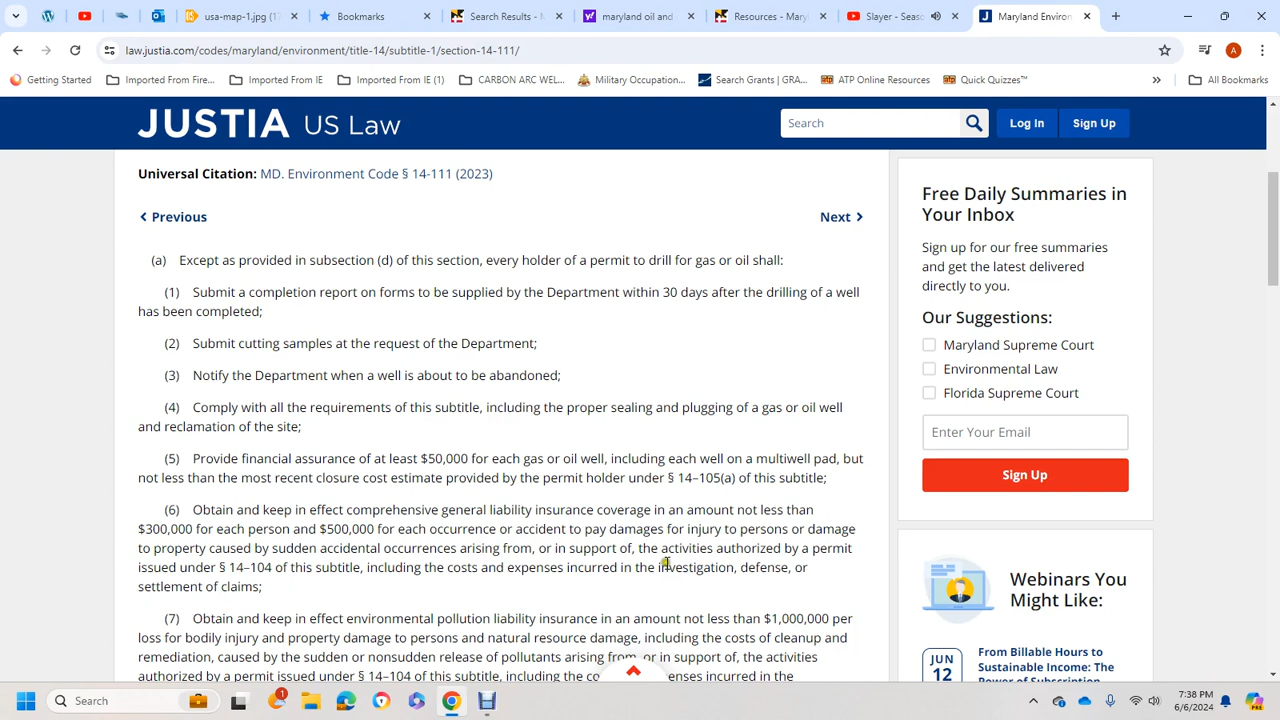 usa-map-1.jpg (
Bookmarks
Search Results - M
maryland oil and
Resources - Mary
Slayer - Seaso
Maryland Environ
law.justia.com/codes/maryland/environment/title-14/subtitle-1/section-14-111/
A
Getting Started
Imported From Fire...
Imported From IE
Imported From IE (1)
CARBON ARC WEL...
Military Occupation...
Search Grants | GRA...
ATP Online Resources
Quick Quizzes™
»
All Bookmarks
JUSTIA US Law
Search
Log In
Sign Up
Universal Citation: MD. Environment Code § 14-111 (2023)
Previous
Next
(a) Except as provided in subsection (d) of this section, every holder of a permit to drill for gas or oil shall:
(1) Submit a completion report on forms to be supplied by the Department within 30 days after the drilling of a well
has been completed;
(2) Submit cutting samples at the request of the Department;
(3) Notify the Department when a well is about to be abandoned;
(4) Comply with all the requirements of this subtitle, including the proper sealing and plugging of a gas or oil well
and reclamation of the site;
(5) Provide financial assurance of at least $50,000 for each gas or oil well, including each well on a multiwell pad, but
not less than the most recent closure cost estimate provided by the permit holder under § 14–105(a) of this subtitle;
(6) Obtain and keep in effect comprehensive general liability insurance coverage in an amount not less than
$300,000 for each person and $500,000 for each occurrence or accident to pay damages for injury to persons or damage
to property caused by sudden accidental occurrences arising from, or in support of, the activities authorized by a permit
issued under § 14–104 of this subtitle, including the costs and expenses incurred in the investigation, defense, or
settlement of claims;
(7) Obtain and keep in effect environmental pollution liability insurance in an amount not less than $1,000,000 per
loss for bodily injury and property damage to persons and natural resource damage, including the costs of cleanup and
remediation, caused by the sudden or nonsudden release of pollutants arising from, or in support of, the activities
authorized by a permit issued under § 14–104 of this subtitle, including the co enses incurred in the
Free Daily Summaries in
Your Inbox
Sign up for our free summaries
and get the latest delivered
directly to you.
Our Suggestions:
Maryland Supreme Court
Environmental Law
Florida Supreme Court
Enter Your Email
Sign Up
Webinars You
Might Like:
JUN
12
From Billable Hours to
Sustainable Income: The
Power of Subscription
Search
1
7:38 PM
6/6/2024